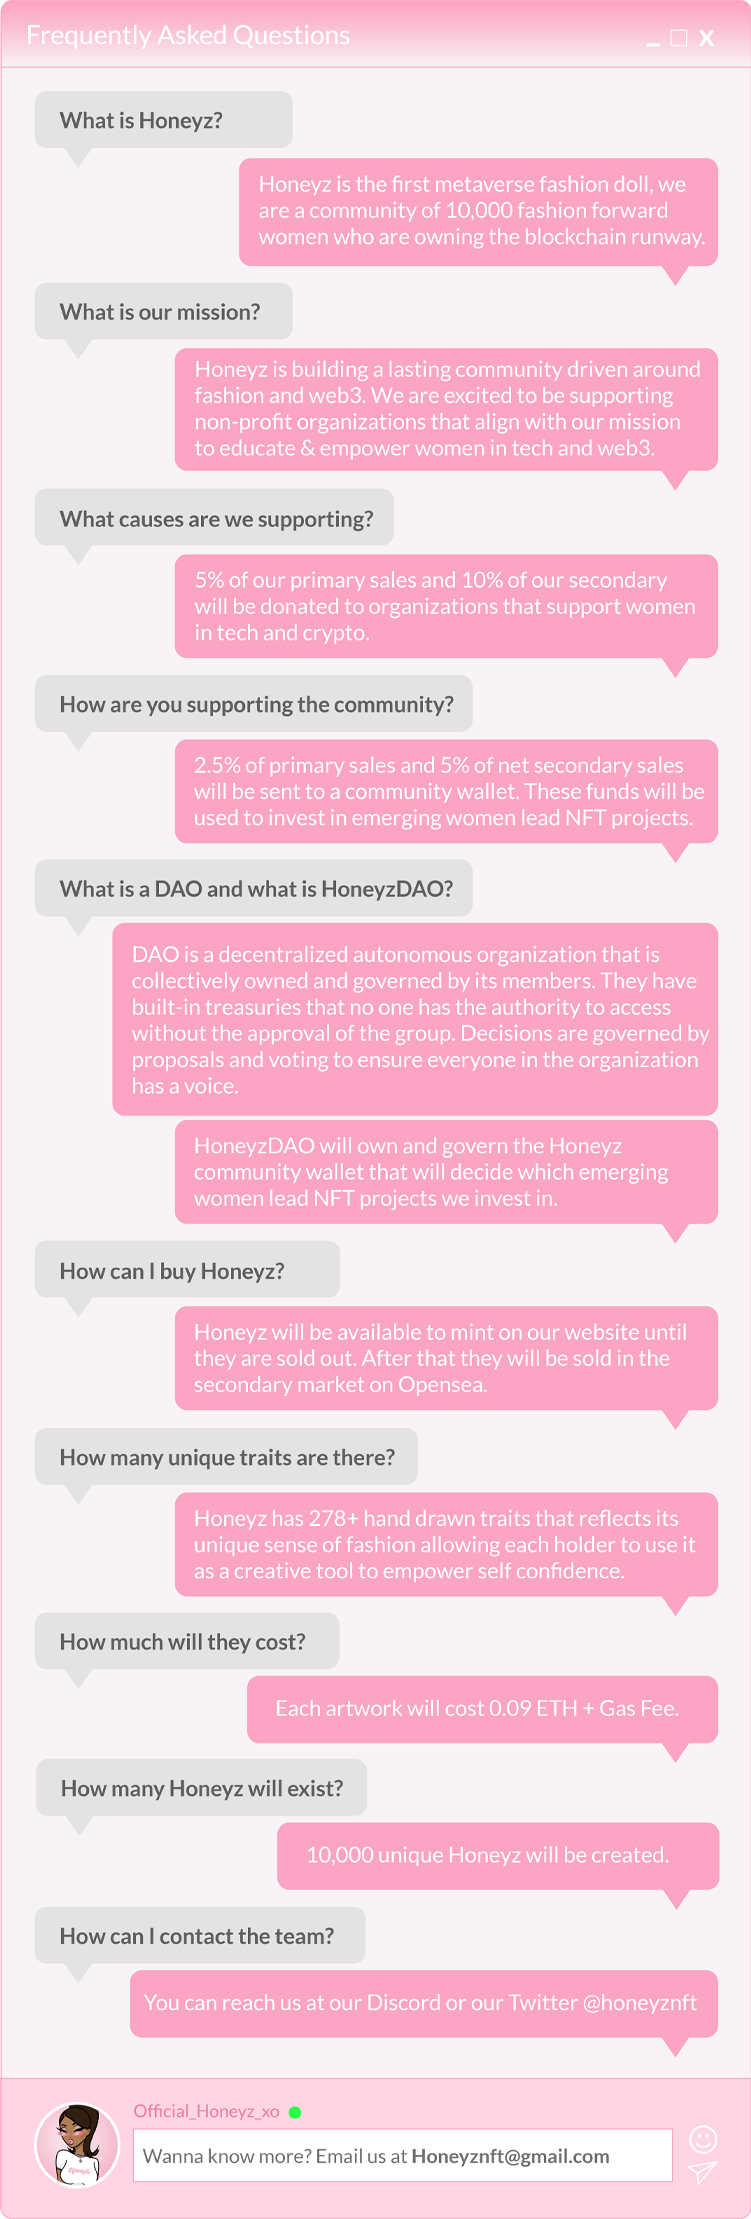 Frequently Asked Questions
What is Honeyz?
Honeyz is the first metaverse fashion doll, we
are a community of 10,000 fashion forward
women who are owning the blockchain runway.
What is our mission?
Honeyz is building a lasting community driven around
fashion and web3. We are excited to be supporting
non-profit organizations that align with our mission
to educate & empower women in tech and web3.
What causes are we supporting?
5% of our primary sales and 10% of our secondary
will be donated to organizations that support women
in tech and crypto.
How are you supporting the community?
2.5% of primary sales and 5% of net secondary sales
will be sent to a community wallet. These funds will be
used to invest in emerging women lead NFT projects.
What is a DAO and what is HoneyzDAO?
DAO is a decentralized autonomous organization that is
collectively owned and governed by its members. They have
built-in treasuries that no one has the authority to access
without the approval of the group. Decisions are governed by
proposals and voting to ensure everyone in the organization
has a voice.
HoneyzDAO will own and govern the Honeyz
community wallet that will decide which emerging
women lead NFT projects we invest in.
How can I buy Honeyz?
Honeyz will be available to mint on our website until
they are sold out. After that they will be sold in the
secondary market on Opensea.
How many unique traits are there?
Honeyz has 278+ hand drawn traits that reflects its
unique sense of fashion allowing each holder to use it
as a creative tool to empower self confidence.
How much will they cost?
Each artwork will cost 0.09 ETH + Gas Fee.
How many Honeyz will exist?
10,000 unique Honeyz will be created.
How can I contact the team?
You can reach us at our Discord or our Twitter @honeyznft
Official_Honeyz_xo
Wanna know more? Email us at Honeyznft@gmail.com
Honeyz